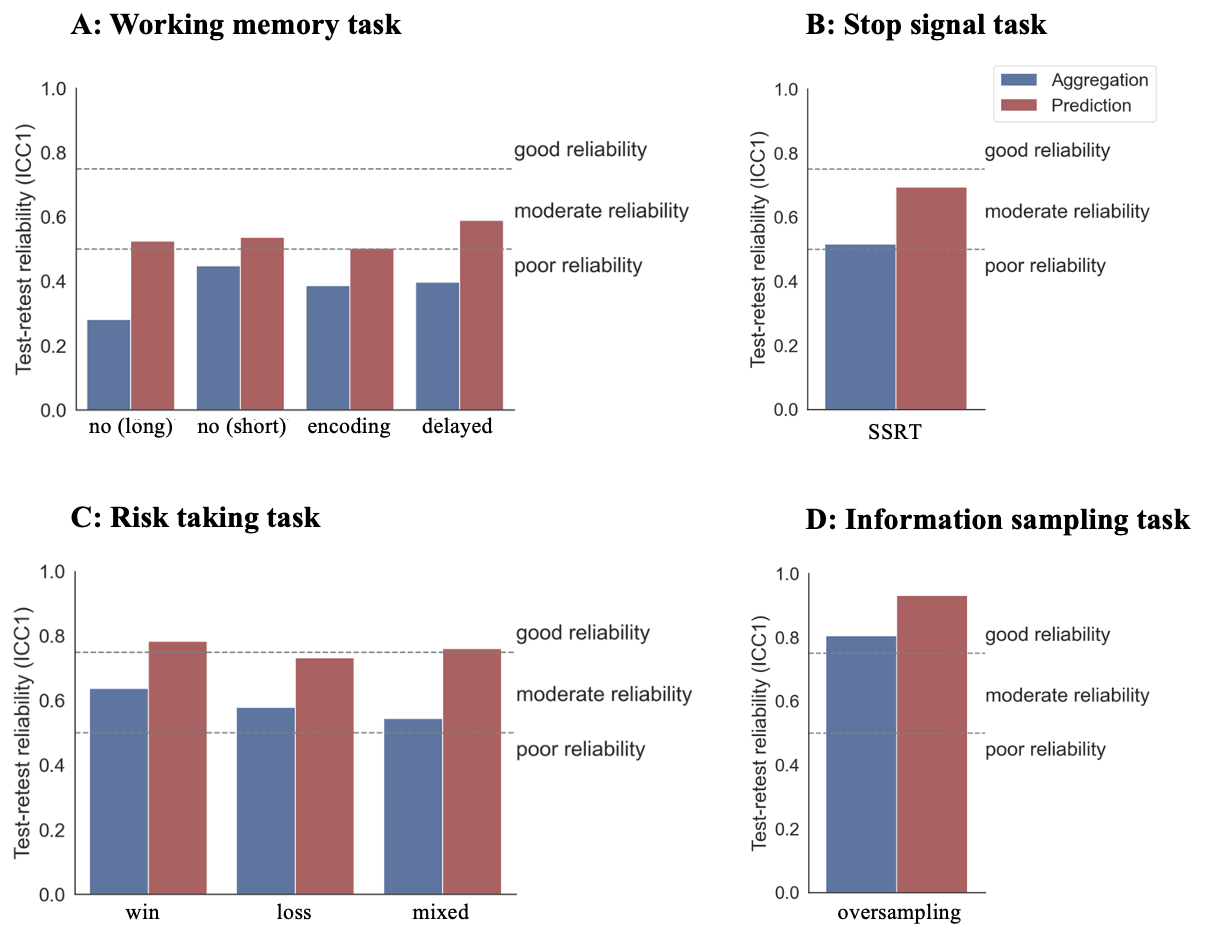 A: Working memory task
Test-retest reliability (ICC1)
1.0
0.8
0.6
0.4
0.2
0.0
good reliability
moderate reliability
poor reliability
no (long) no (short) encoding delayed
B: Stop signal task
Aggregation
Prediction
Test-retest reliability (ICC1)
1.0
0.8
0.6
0.4
0.2
0.0
good reliability
moderate reliability
poor reliability
SSRT
C: Risk taking task
Test-retest reliability (ICC1)
1.0
0.8
0.6
0.4
0.2
0.0
good reliability
moderate reliability
poor reliability
win loss mixed
D: Information sampling task
Test-retest reliability (ICC1)
1.0
0.8
0.6
0.4
0.2
0.0
good reliability
moderate reliability
poor reliability
oversampling